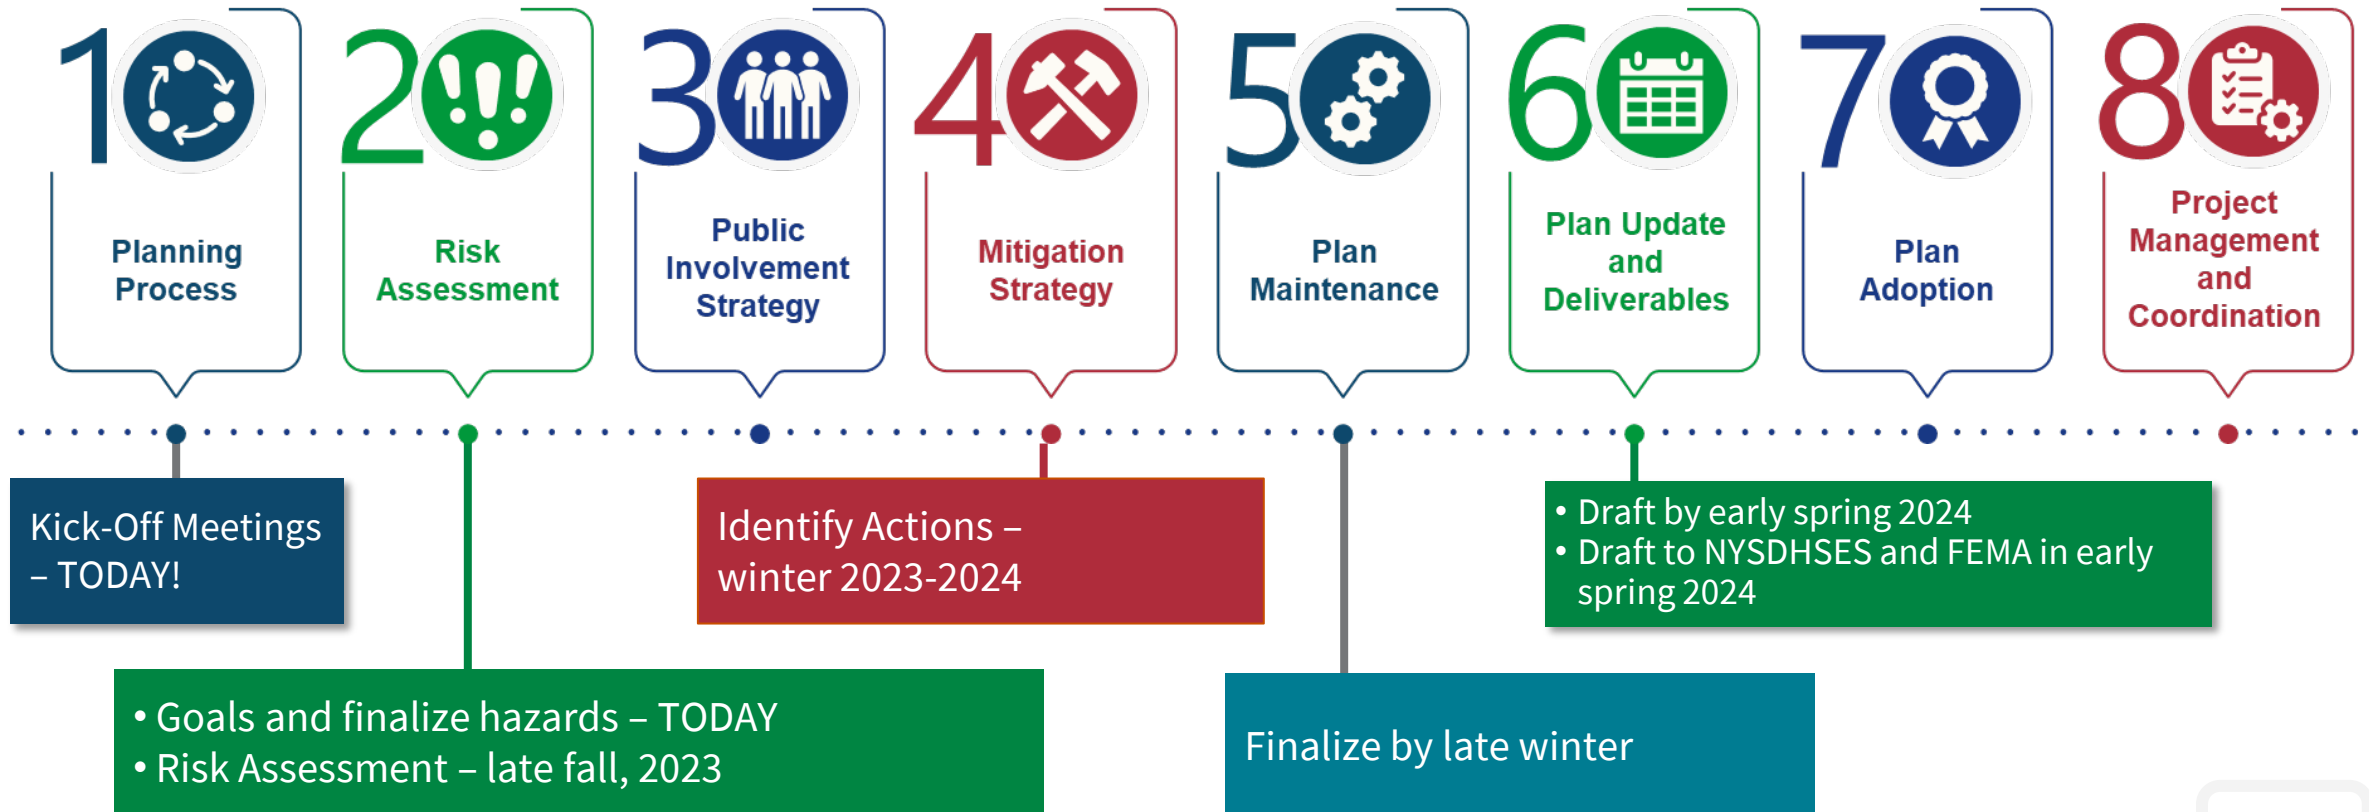 1
Planning
Process
2
Risk
Assessment
3
Public
Involvement
Strategy
4
Mitigation
Strategy
5
Plan
Maintenance
6
Plan Update
and
Deliverables
7
Plan
Adoption
8
Project
Management
and
Coordination
Kick-Off Meetings
– TODAY!
Identify Actions –
winter 2023-2024
• Draft by early spring 2024
• Draft to NYSDHSES and FEMA in early
spring 2024
• Goals and finalize hazards – TODAY
• Risk Assessment – late fall, 2023
Finalize by late winter